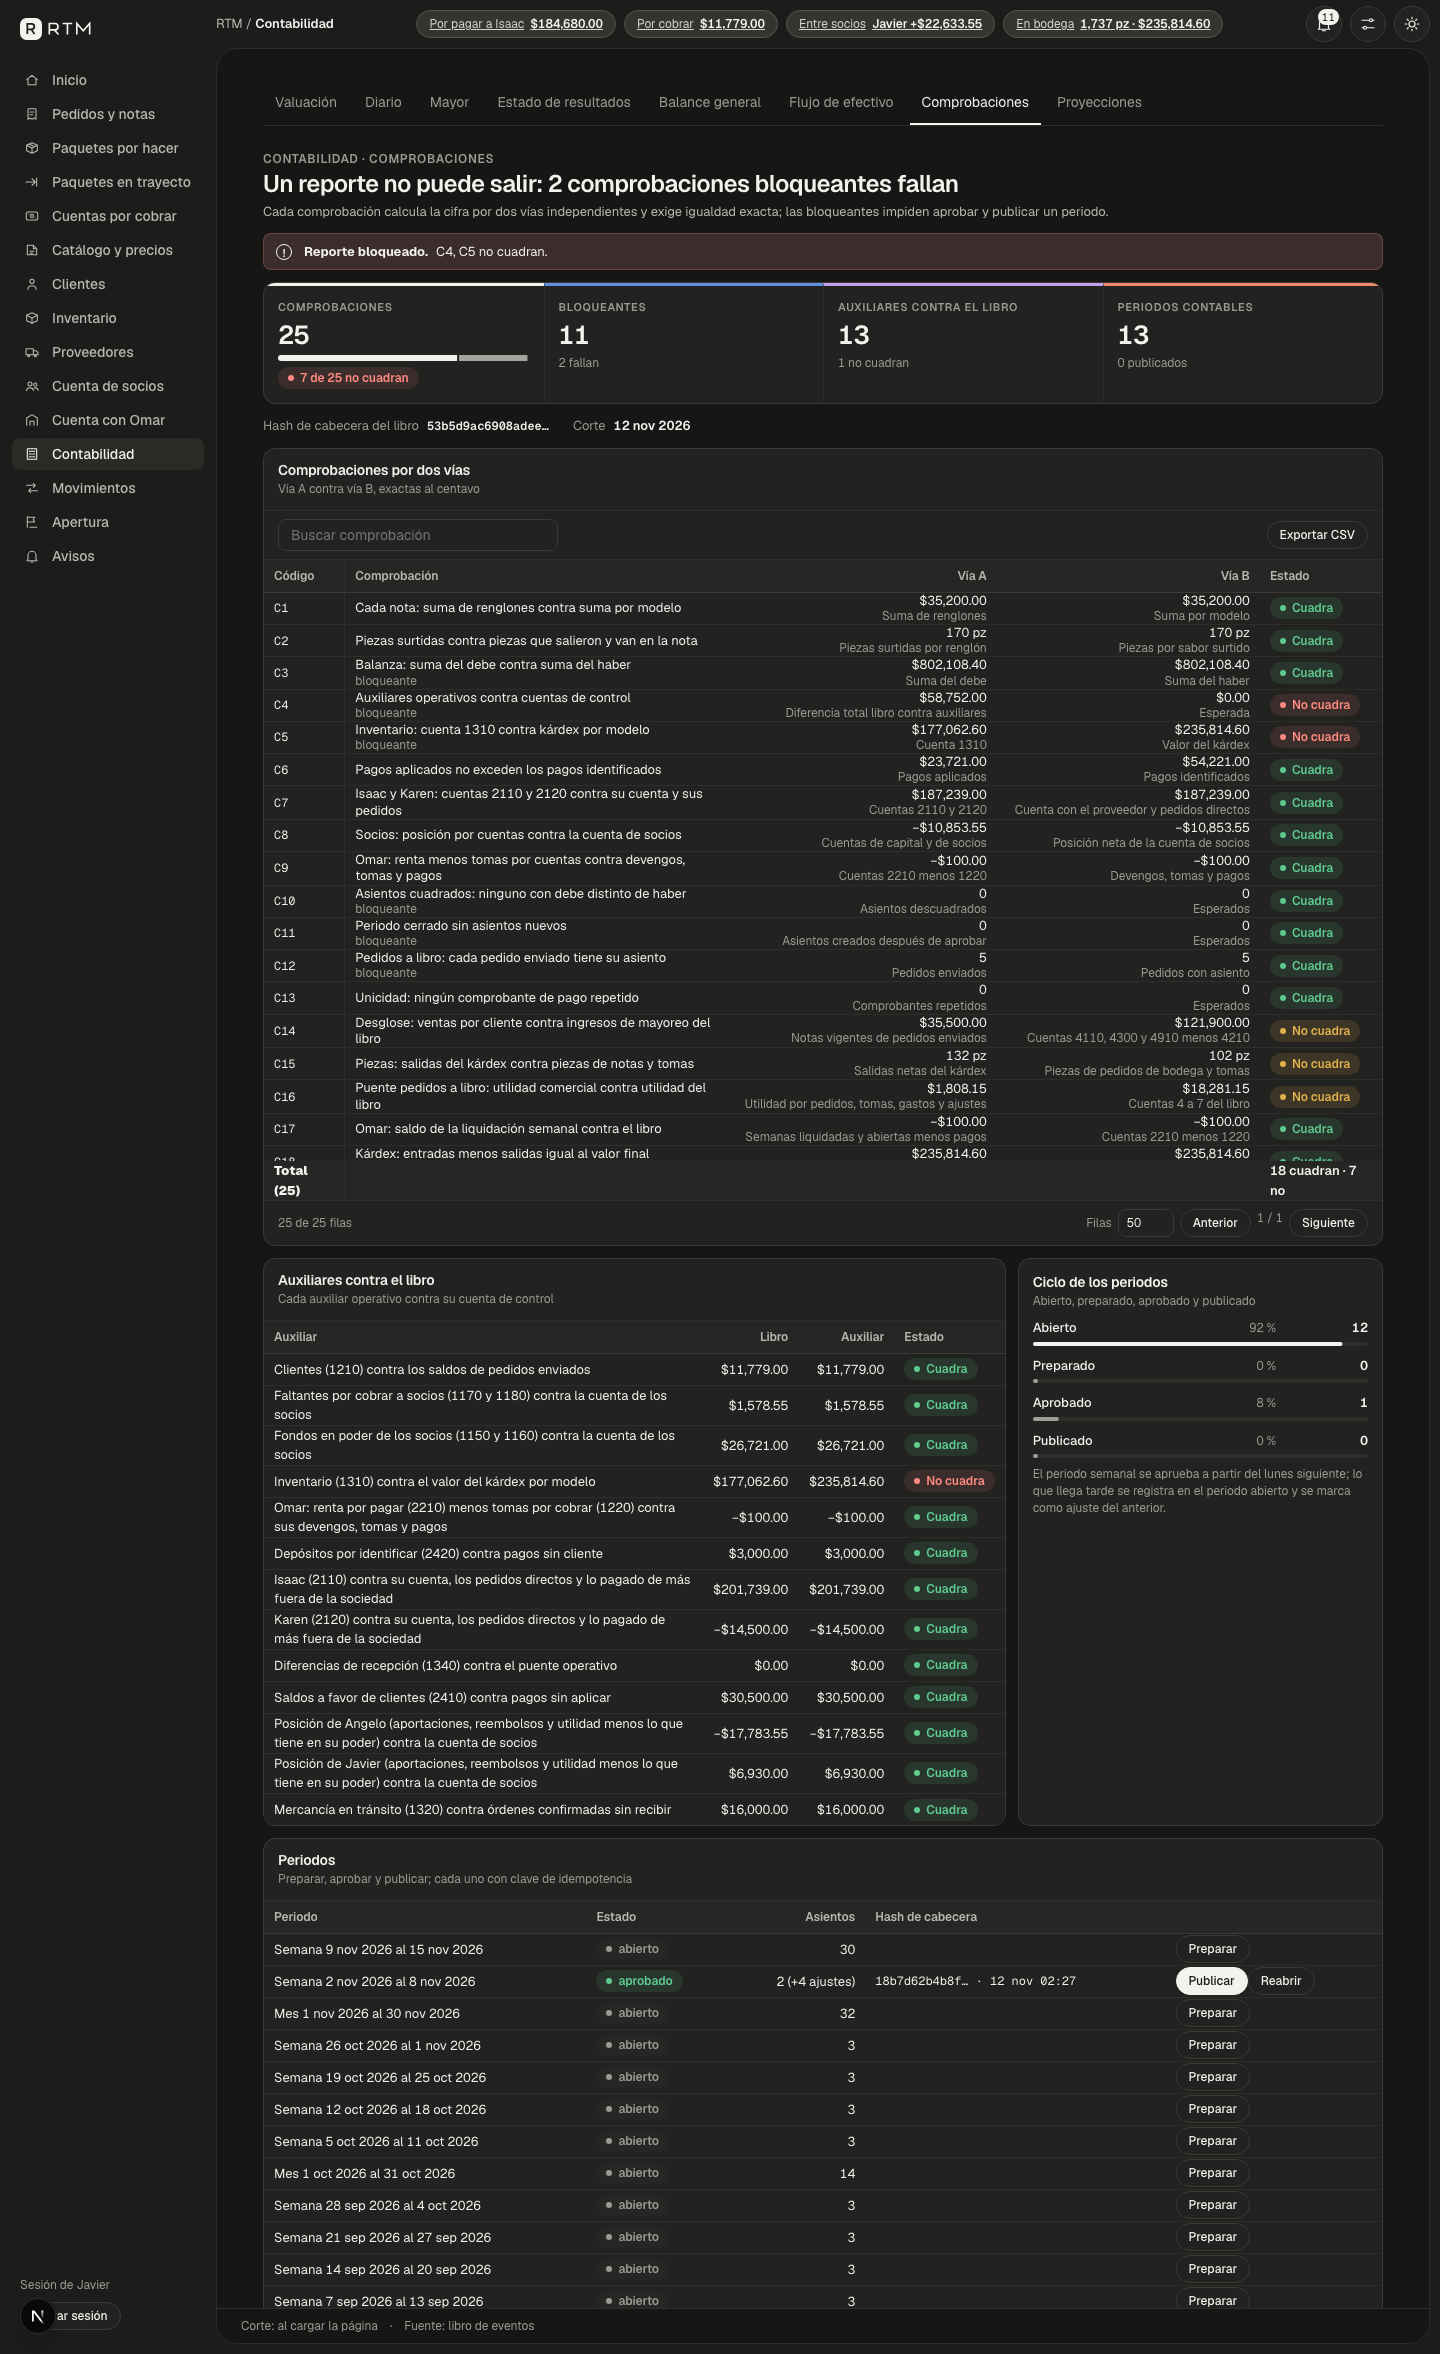 RTM
RTM / Contabilidad
Por pagar a Isaac $184,680.00
Por cobrar $11,779.00
Entre socios Javier +$22,633.55
En bodega 1,737 pz · $235,814.60
11
Inicio
Pedidos y notas
Paquetes por hacer
Paquetes en trayecto
Cuentas por cobrar
Catálogo y precios
Clientes
Inventario
Proveedores
Cuenta de socios
Cuenta con Omar
Contabilidad
Movimientos
Apertura
Avisos
Valuación Diario Mayor Estado de resultados Balance general Flujo de efectivo Comprobaciones Proyecciones
CONTABILIDAD · COMPROBACIONES
Un reporte no puede salir: 2 comprobaciones bloqueantes fallan
Cada comprobación calcula la cifra por dos vías independientes y exige igualdad exacta; las bloqueantes impiden aprobar y publicar un periodo.
Reporte bloqueado. C4, C5 no cuadran.
COMPROBACIONES
25
7 de 25 no cuadran
BLOQUEANTES
11
2 fallan
AUXILIARES CONTRA EL LIBRO
13
1 no cuadran
PERIODOS CONTABLES
13
0 publicados
Hash de cabecera del libro 53b5d9ac6908adee… Corte 12 nov 2026
Comprobaciones por dos vías
Vía A contra vía B, exactas al centavo
Buscar comprobación
Exportar CSV
Código Comprobación Vía A Vía B Estado
C1 Cada nota: suma de renglones contra suma por modelo $35,200.00 $35,200.00 Cuadra
Suma de renglones Suma por modelo
C2 Piezas surtidas contra piezas que salieron y van en la nota 170 pz 170 pz Cuadra
Piezas surtidas por renglón Piezas por sabor surtido
C3 Balanza: suma del debe contra suma del haber $802,108.40 $802,108.40 Cuadra
bloqueante Suma del debe Suma del haber
C4 Auxiliares operativos contra cuentas de control $58,752.00 $0.00 No cuadra
bloqueante Diferencia total libro contra auxiliares Esperada
C5 Inventario: cuenta 1310 contra kárdex por modelo $177,062.60 $235,814.60 No cuadra
bloqueante Cuenta 1310 Valor del kárdex
C6 Pagos aplicados no exceden los pagos identificados $23,721.00 $54,221.00 Cuadra
Pagos aplicados Pagos identificados
C7 Isaac y Karen: cuentas 2110 y 2120 contra su cuenta y sus $187,239.00 $187,239.00 Cuadra
pedidos Cuentas 2110 y 2120 Cuenta con el proveedor y pedidos directos
C8 Socios: posición por cuentas contra la cuenta de socios −$10,853.55 −$10,853.55 Cuadra
Cuentas de capital y de socios Posición neta de la cuenta de socios
C9 Omar: renta menos tomas por cuentas contra devengos, −$100.00 −$100.00 Cuadra
tomas y pagos Cuentas 2210 menos 1220 Devengos, tomas y pagos
C10 Asientos cuadrados: ninguno con debe distinto de haber 0 0 Cuadra
bloqueante Asientos descuadrados Esperados
C11 Periodo cerrado sin asientos nuevos 0 0 Cuadra
bloqueante Asientos creados después de aprobar Esperados
C12 Pedidos a libro: cada pedido enviado tiene su asiento 5 5 Cuadra
bloqueante Pedidos enviados Pedidos con asiento
C13 Unicidad: ningún comprobante de pago repetido 0 0 Cuadra
Comprobantes repetidos Esperados
C14 Desglose: ventas por cliente contra ingresos de mayoreo del $35,500.00 $121,900.00 No cuadra
libro Notas vigentes de pedidos enviados Cuentas 4110, 4300 y 4910 menos 4210
C15 Piezas: salidas del kárdex contra piezas de notas y tomas 132 pz 102 pz No cuadra
Salidas netas del kárdex Piezas de pedidos de bodega y tomas
C16 Puente pedidos a libro: utilidad comercial contra utilidad del $1,808.15 $18,281.15 No cuadra
libro Utilidad por pedidos, tomas, gastos y ajustes Cuentas 4 a 7 del libro
C17 Omar: saldo de la liquidación semanal contra el libro −$100.00 −$100.00 Cuadra
Semanas liquidadas y abiertas menos pagos Cuentas 2210 menos 1220
Kárdex: entradas menos salidas igual al valor final $235,814.60 $235,814.60
Total (25) 18 cuadran · 7 no
25 de 25 filas Filas 50 Anterior 1 / 1 Siguiente
Auxiliares contra el libro
Cada auxiliar operativo contra su cuenta de control
Auxiliar Libro Auxiliar Estado
Clientes (1210) contra los saldos de pedidos enviados $11,779.00 $11,779.00 Cuadra
Faltantes por cobrar a socios (1170 y 1180) contra la cuenta de los
socios $1,578.55 $1,578.55 Cuadra
Fondos en poder de los socios (1150 y 1160) contra la cuenta de los
socios $26,721.00 $26,721.00 Cuadra
Inventario (1310) contra el valor del kárdex por modelo $177,062.60 $235,814.60 No cuadra
Omar: renta por pagar (2210) menos tomas por cobrar (1220) contra
sus devengos, tomas y pagos −$100.00 −$100.00 Cuadra
Depósitos por identificar (2420) contra pagos sin cliente $3,000.00 $3,000.00 Cuadra
Isaac (2110) contra su cuenta, los pedidos directos y lo pagado de más
fuera de la sociedad $201,739.00 $201,739.00 Cuadra
Karen (2120) contra su cuenta, los pedidos directos y lo pagado de
más fuera de la sociedad −$14,500.00 −$14,500.00 Cuadra
Diferencias de recepción (1340) contra el puente operativo $0.00 $0.00 Cuadra
Saldos a favor de clientes (2410) contra pagos sin aplicar $30,500.00 $30,500.00 Cuadra
Posición de Angelo (aportaciones, reembolsos y utilidad menos lo que
tiene en su poder) contra la cuenta de socios −$17,783.55 −$17,783.55 Cuadra
Posición de Javier (aportaciones, reembolsos y utilidad menos lo que
tiene en su poder) contra la cuenta de socios $6,930.00 $6,930.00 Cuadra
Mercancía en tránsito (1320) contra órdenes confirmadas sin recibir $16,000.00 $16,000.00 Cuadra
Ciclo de los periodos
Abierto, preparado, aprobado y publicado
Abierto 92 % 12
Preparado 0 % 0
Aprobado 8 % 1
Publicado 0 % 0
El periodo semanal se aprueba a partir del lunes siguiente; lo
que llega tarde se registra en el periodo abierto y se marca
como ajuste del anterior.
Periodos
Preparar, aprobar y publicar; cada uno con clave de idempotencia
Periodo Estado Asientos Hash de cabecera
Semana 9 nov 2026 al 15 nov 2026 abierto 30 Preparar
Semana 2 nov 2026 al 8 nov 2026 aprobado 2 (+4 ajustes) 18b7d62b4b8f… · 12 nov 02:27 Publicar Reabrir
Mes 1 nov 2026 al 30 nov 2026 abierto 32 Preparar
Semana 26 oct 2026 al 1 nov 2026 abierto 3 Preparar
Semana 19 oct 2026 al 25 oct 2026 abierto 3 Preparar
Semana 12 oct 2026 al 18 oct 2026 abierto 3 Preparar
Semana 5 oct 2026 al 11 oct 2026 abierto 3 Preparar
Mes 1 oct 2026 al 31 oct 2026 abierto 14 Preparar
Semana 28 sep 2026 al 4 oct 2026 abierto 3 Preparar
Semana 21 sep 2026 al 27 sep 2026 abierto 3 Preparar
Semana 14 sep 2026 al 20 sep 2026 abierto 3 Preparar
Semana 7 sep 2026 al 13 sep 2026 abierto 3 Preparar
Sesión de Javier
N ar sesión
Corte: al cargar la página · Fuente: libro de eventos